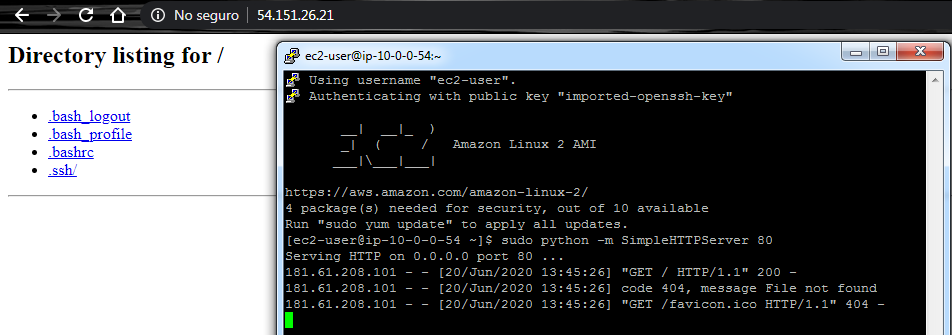 No seguro | 54.151.26.21
Directory listing for /
.bash_logout
.bash_profile
.bashrc
.ssh/
ec2-user@ip-10-0-0-54:~
Using username "ec2-user".
Authenticating with public key "imported-openssh-key"
       __|  __|_  )
       _|  (     /   Amazon Linux 2 AMI
      ___|\___|___|
https://aws.amazon.com/amazon-linux-2/
4 package(s) needed for security, out of 10 available
Run "sudo yum update" to apply all updates.
[ec2-user@ip-10-0-0-54 ~]$ sudo python -m SimpleHTTPServer 80
Serving HTTP on 0.0.0.0 port 80 ...
181.61.208.101 - - [20/Jun/2020 13:45:26] "GET / HTTP/1.1" 200 -
181.61.208.101 - - [20/Jun/2020 13:45:26] code 404, message File not found
181.61.208.101 - - [20/Jun/2020 13:45:26] "GET /favicon.ico HTTP/1.1" 404 -